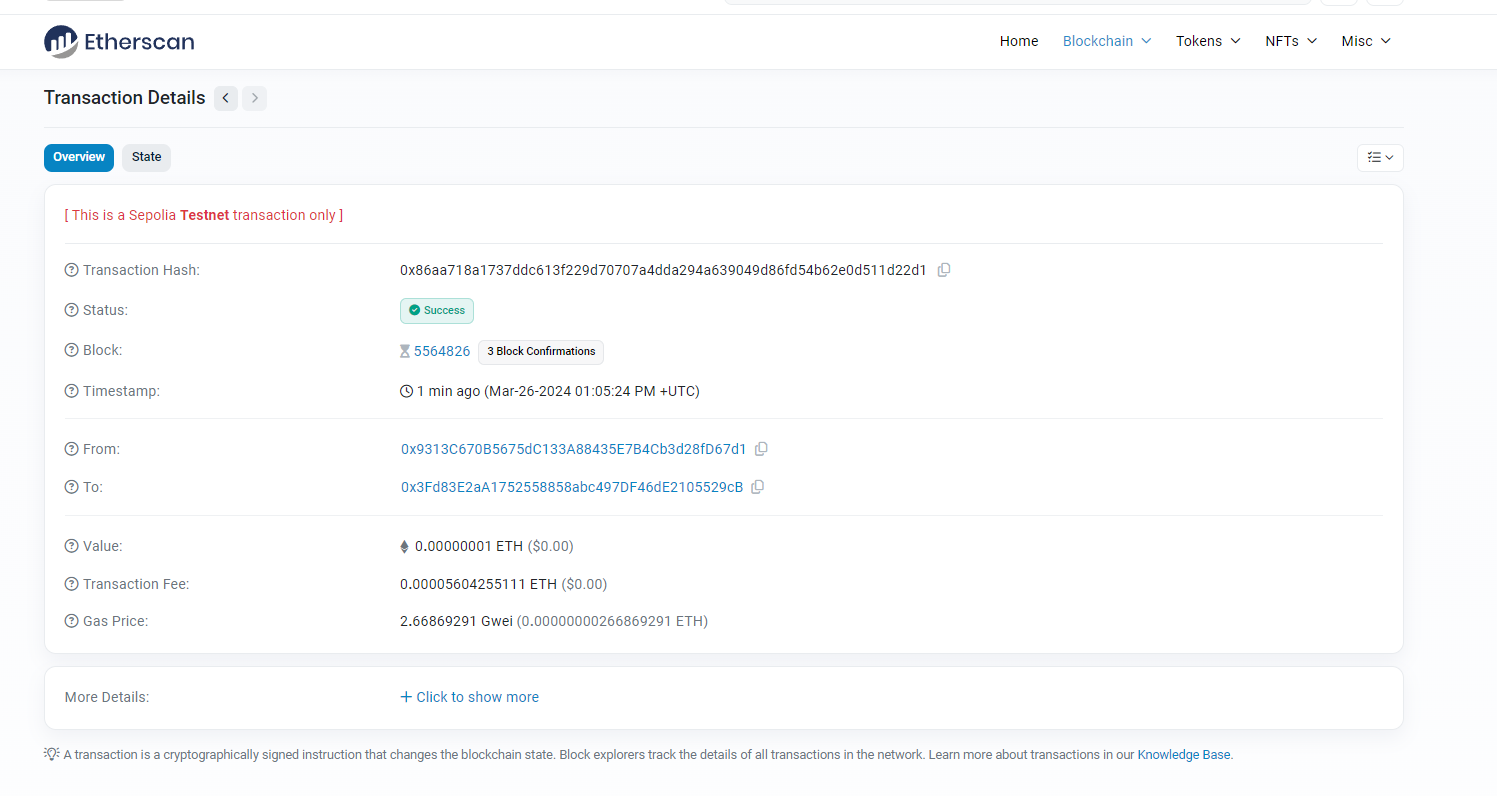 Etherscan
Home Blockchain Tokens NFTs Misc
Transaction Details
Overview State
[ This is a Sepolia Testnet transaction only ]
Transaction Hash: 0x86aa718a1737ddc613f229d70707a4dda294a639049d86fd54b62e0d511d22d1
Status: Success
Block: 5564826 3 Block Confirmations
Timestamp: 1 min ago (Mar-26-2024 01:05:24 PM +UTC)
From: 0x9313C670B5675dC133A88435E7B4Cb3d28fD67d1
To: 0x3Fd83E2aA1752558858abc497DF46dE2105529cB
Value: 0.00000001 ETH ($0.00)
Transaction Fee: 0.00005604255111 ETH ($0.00)
Gas Price: 2.66869291 Gwei (0.00000000266869291 ETH)
More Details: + Click to show more
A transaction is a cryptographically signed instruction that changes the blockchain state. Block explorers track the details of all transactions in the network. Learn more about transactions in our Knowledge Base.